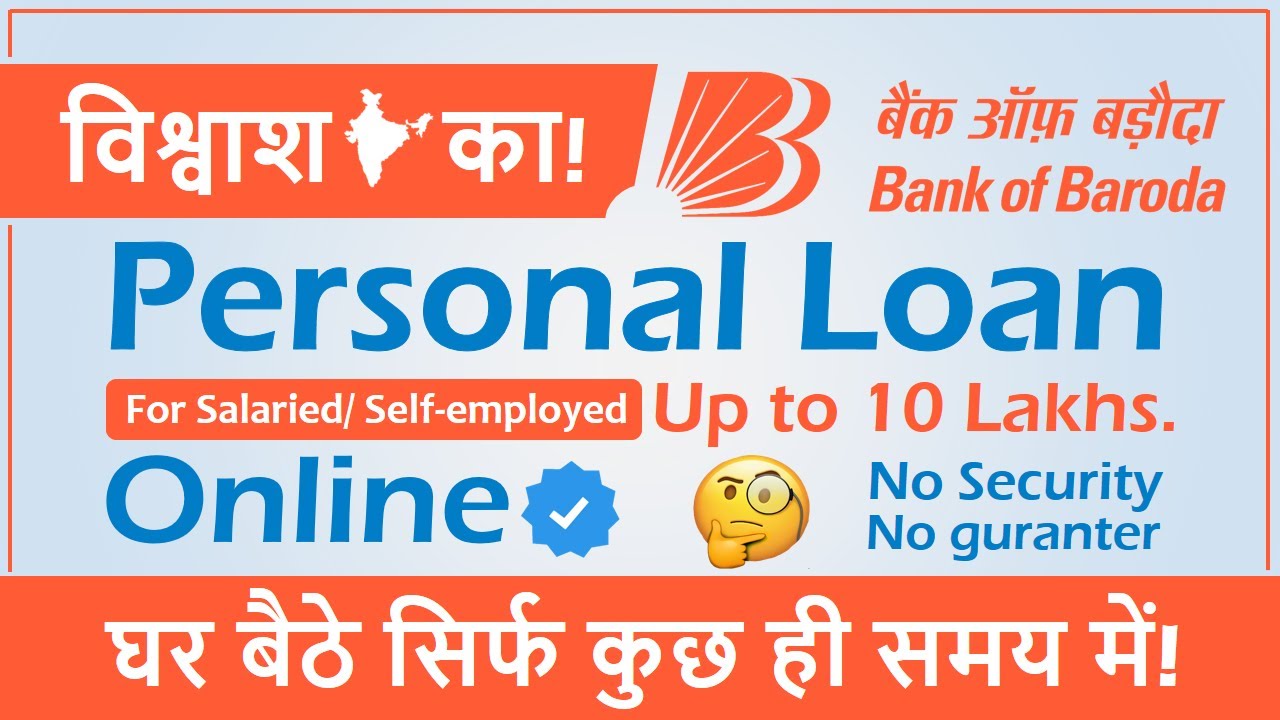 विश्वाश का!
बैंक ऑफ़ बड़ौदा
Bank of Baroda
Personal Loan
For Salaried/ Self-employed Up to 10 Lakhs.
Online
No Security
No guranter
घर बैठे सिर्फ कुछ ही समय में!